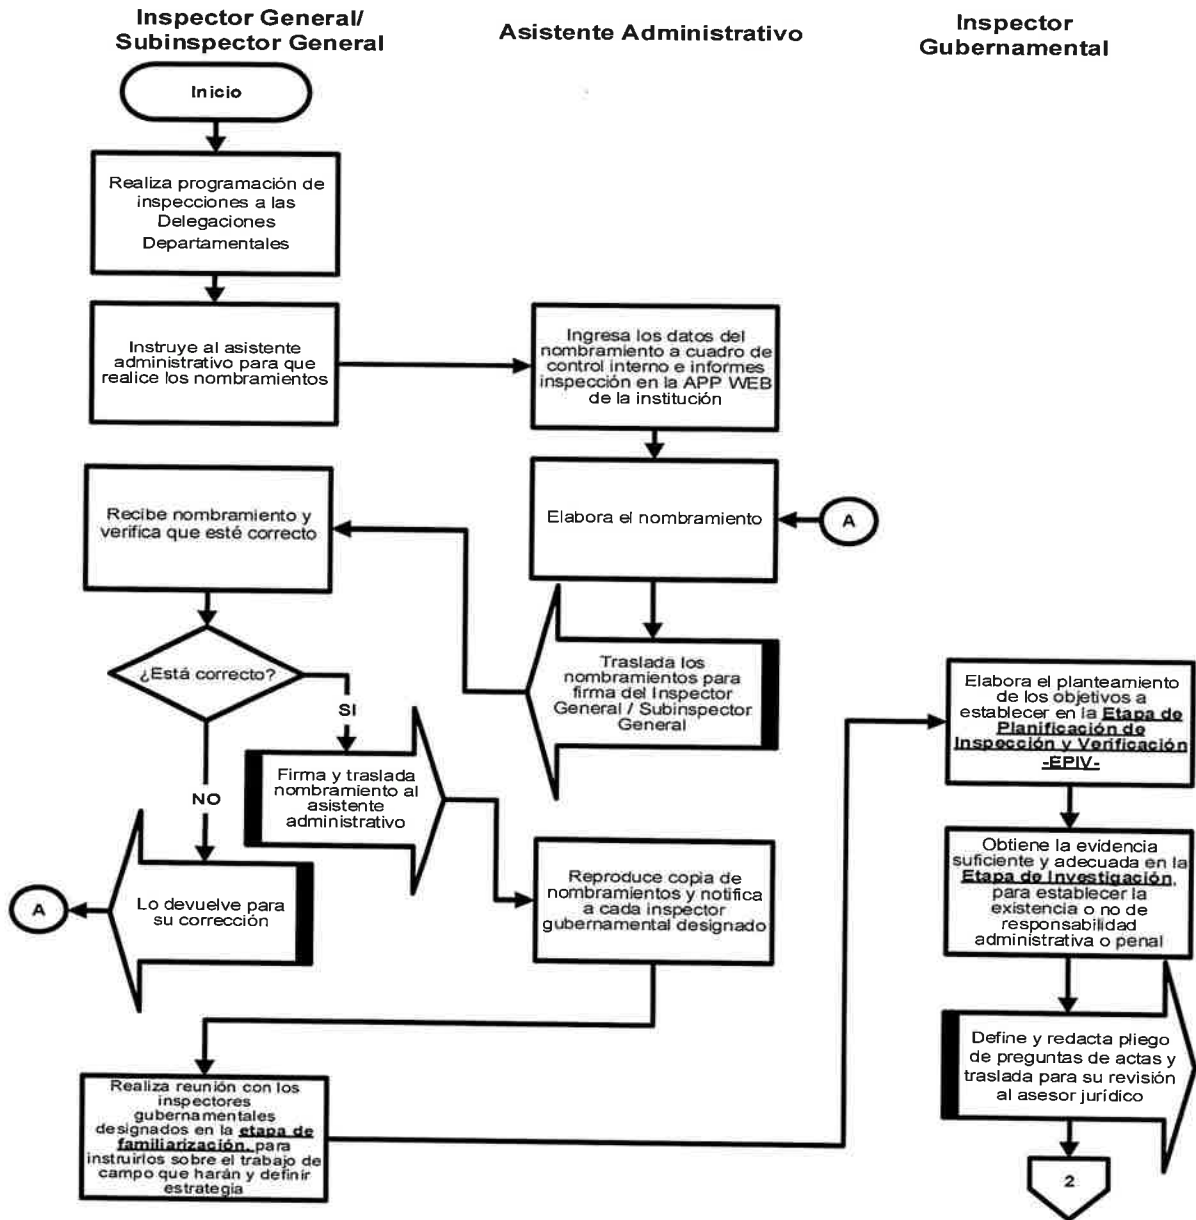 Inspector General/
Subinspector General
Asistente Administrativo
Inspector
Gubernamental
Inicio
Realiza programación de
inspecciones a las
Delegaciones
Departamentales
Instruye al asistente
administrativo para que
realice los nombramientos
Ingresa los datos del
nombramiento a cuadro de
control interno e informes
inspección en la APP WEB
de la institución
Elabora el nombramiento
A
Recibe nombramiento y
verifica que esté correcto
Traslada los
nombramientos para
firma del Inspector
General / Subinspector
General
¿Está correcto?
SI
NO
Firma y traslada
nombramiento al
asistente
administrativo
Lo devuelve para
su corrección
A
Reproduce copia de
nombramientos y notifica
a cada inspector
gubernamental designado
Realiza reunión con los
inspectores
gubernamentales
designados en la etapa de
familiarización, para
instruirlos sobre el trabajo de
campo que harán y definir
estrategia
Elabora el planteamiento
de los objetivos a
establecer en la Etapa de
Planificación de
Inspección y Verificación
-EPIV-
Obtiene la evidencia
suficiente y adecuada en la
Etapa de Investigación,
para establecer la
existencia o no de
responsabilidad
administrativa o penal
Define y redacta pliego
de preguntas de actas y
traslada para su revisión
al asesor jurídico
2